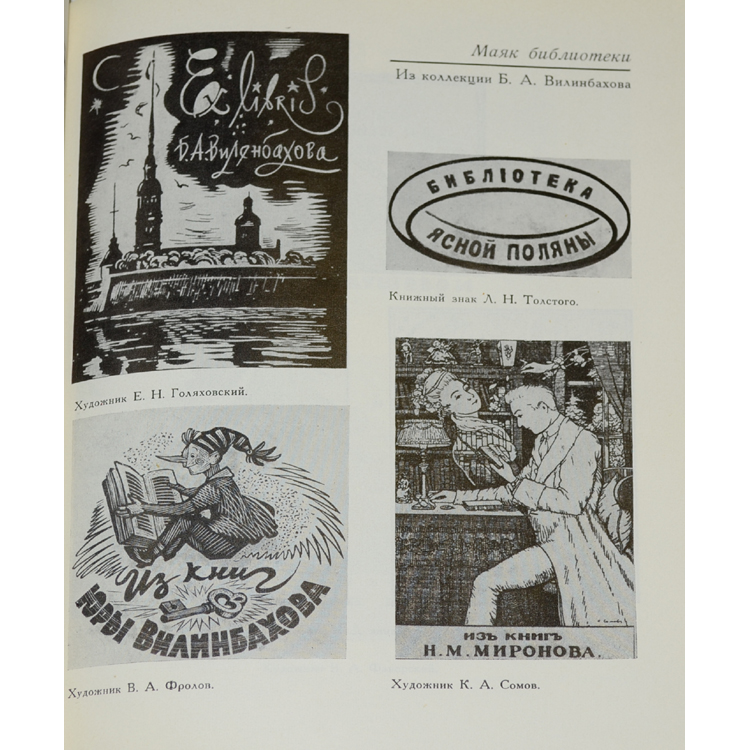 Маяк библиотеки
Из коллекции Б. А. Вилинбахова
Ex libris
Б.А. Вилинбахова
Художник Е. Н. Голяховский.
БИБЛІОТЕКА
ЯСНОЙ ПОЛЯНЫ
Книжный знак Л. Н. Толстого.
Из книг
ЮРЫ ВИЛИНБАХОВА
Художник В. А. Фролов.
ИЗЪ КНИГЪ
Н. М. МИРОНОВА.
Художник К. А. Сомов.